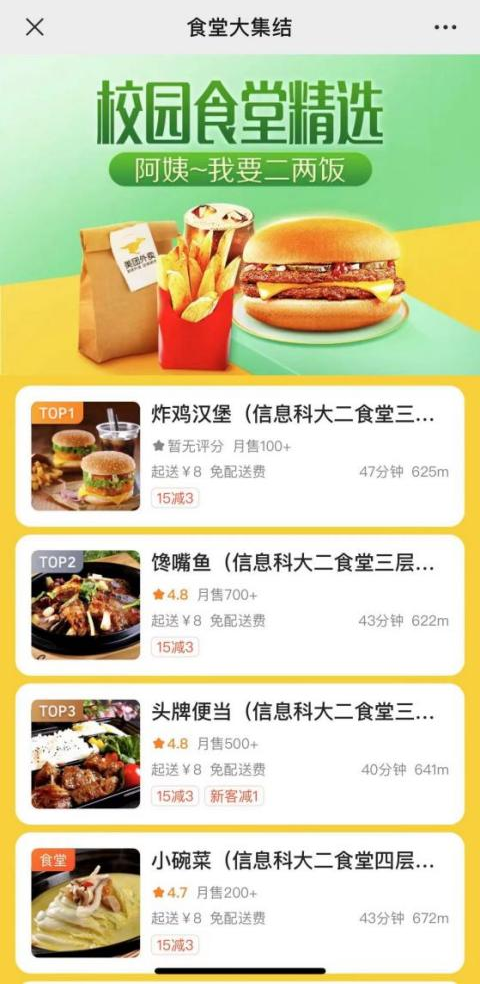 食堂大集结
校园食堂精选
阿姨~我要二两饭
美团外卖
TOP1
炸鸡汉堡（信息科大二食堂三...
暂无评分 月售100+
起送￥8 免配送费 47分钟 625m
15减3
TOP2
馋嘴鱼（信息科大二食堂三层...
4.8 月售700+
起送￥8 免配送费 43分钟 622m
15减3
TOP3
头牌便当（信息科大二食堂三...
4.8 月售500+
起送￥8 免配送费 40分钟 641m
15减3 新客减1
食堂
小碗菜（信息科大二食堂四层...
4.7 月售200+
起送￥8 免配送费 43分钟 672m
15减3